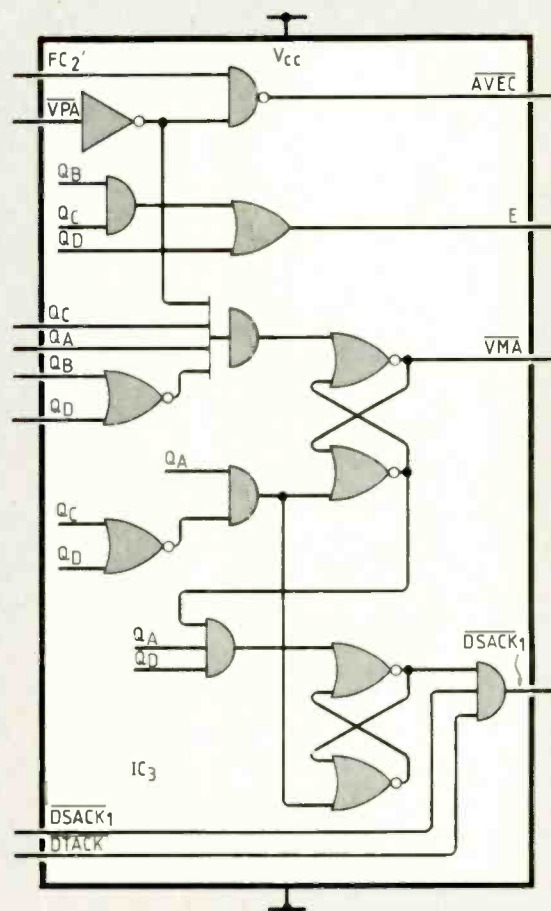 Vcc
FC2'
AVEC
VPA
QB
QC
QD
E
QC
QA
QB
QD
VMA
QA
QC
QD
QA
QD
DSACK1
IC3
DSACK1
DTACK